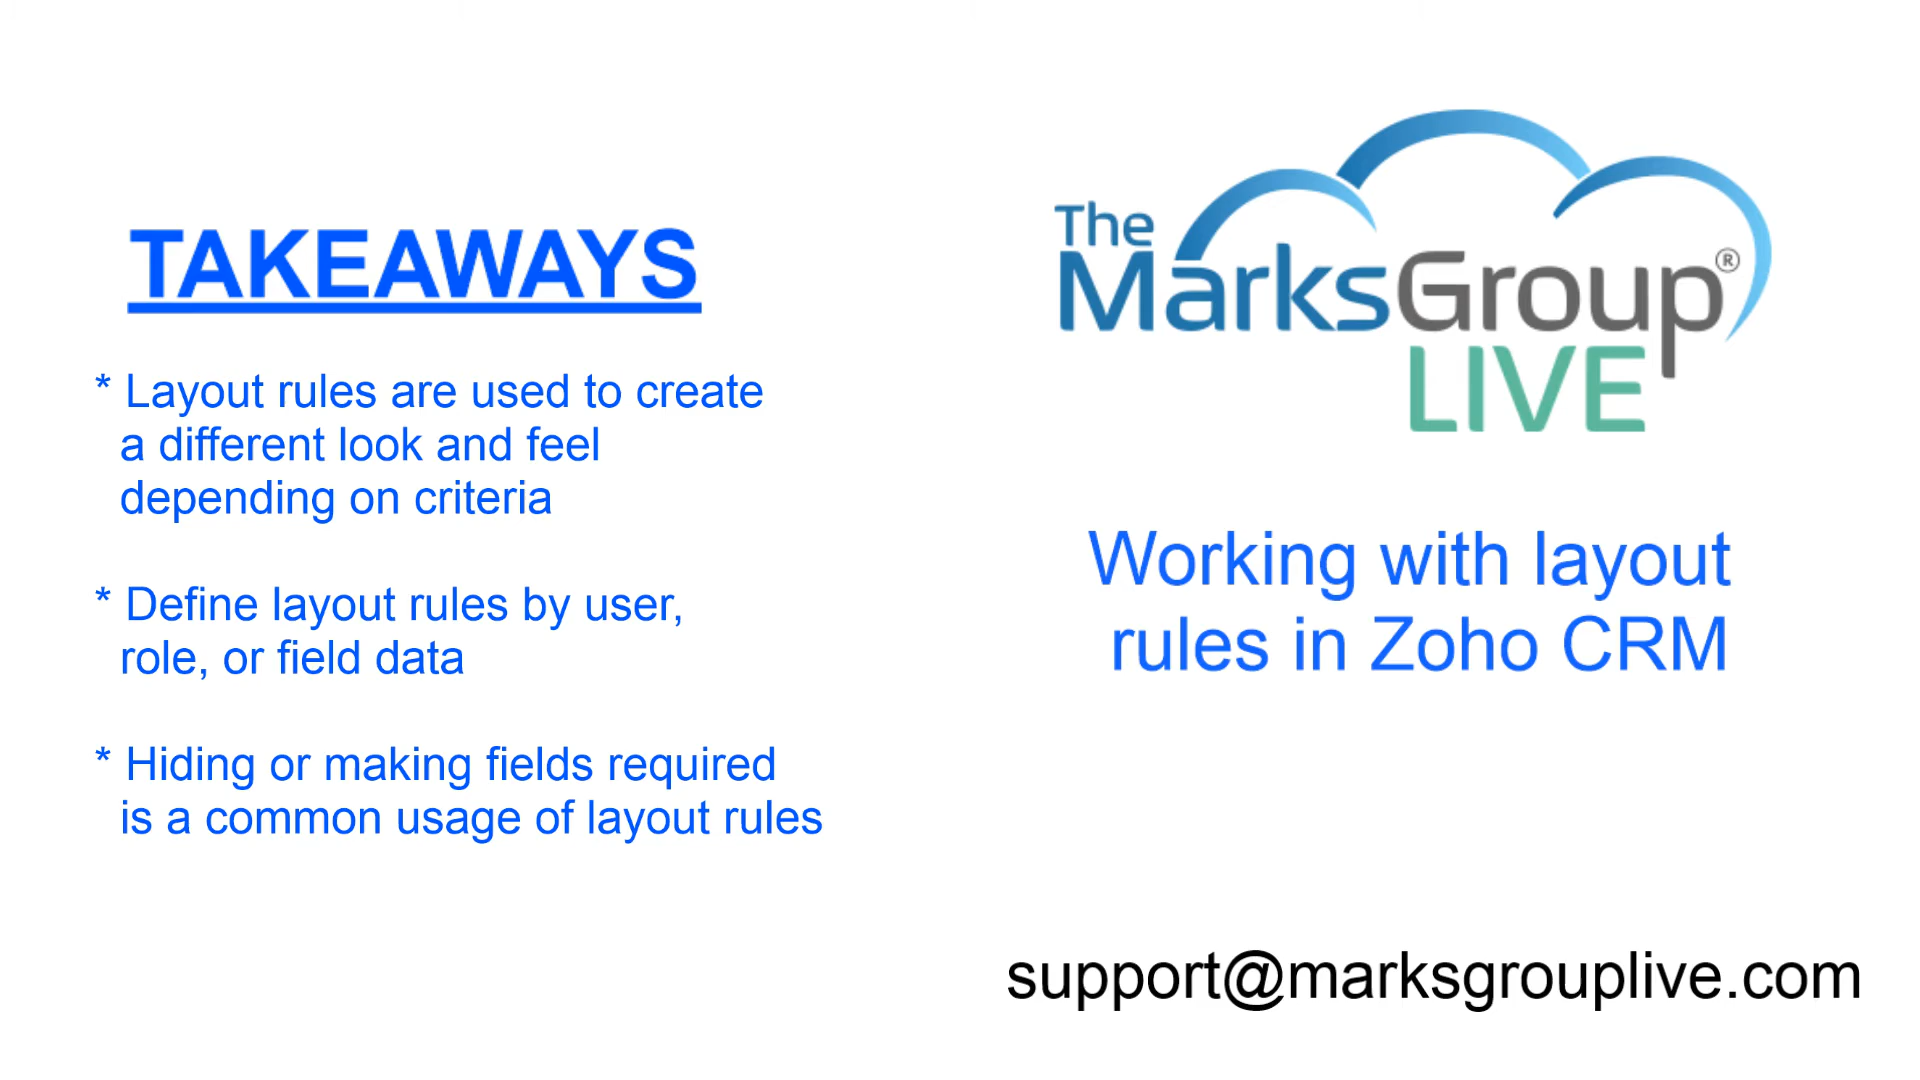 TAKEAWAYS
* Layout rules are used to create
a different look and feel
depending on criteria
* Define layout rules by user,
role, or field data
* Hiding or making fields required
is a common usage of layout rules
The
MarksGroup®
LIVE
Working with layout
rules in Zoho CRM
support@marksgrouplive.com